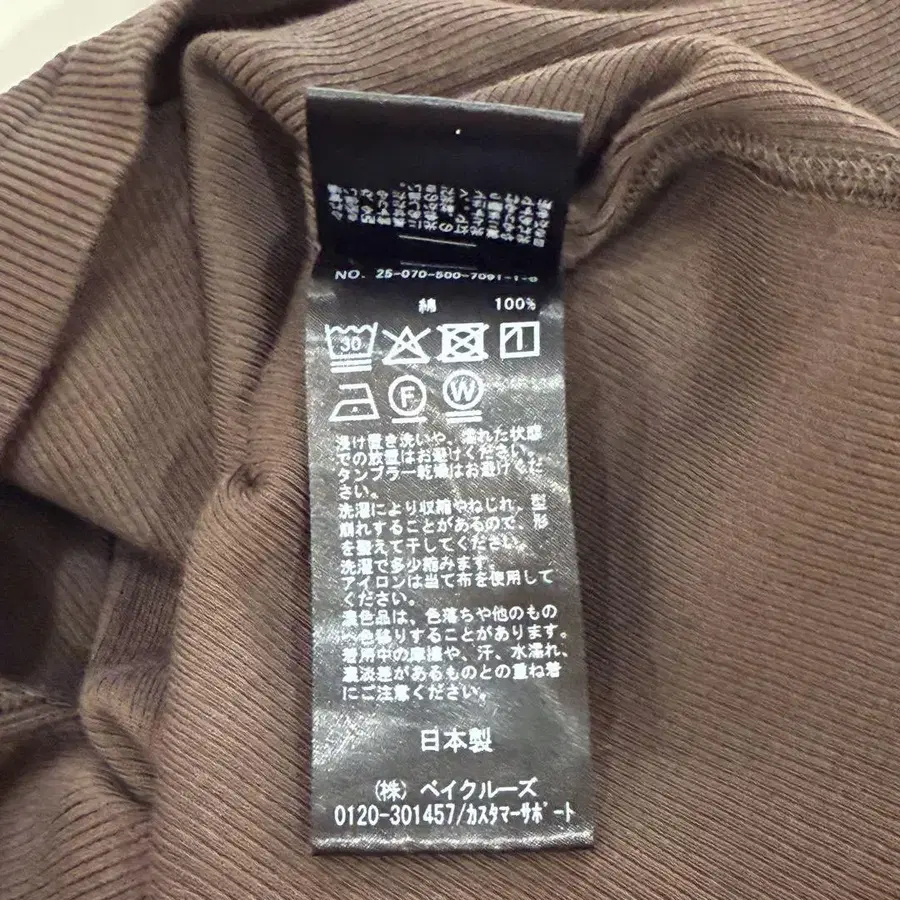 NO. 25-070-500-7061-1-6
綿 100%
30
F W
浸け置き洗いや、濡れた状態
での放置はお避けください。
タンブラー乾燥はお避けくだ
さい。
洗濯により収縮やねじれ、型
崩れすることがあるので、形
を整えて干してください。
洗濯で多少縮みます。
アイロンは当て布を使用して
ください。
濃色品は、色落ちや他のもの
へ色移りすることがあります。
着用中の摩擦や、汗、水濡れ、
濃淡差があるものとの重ね着
にご注意ください。
日本製
(株) ベイクルーズ
0120-301457/カスタマーサポート